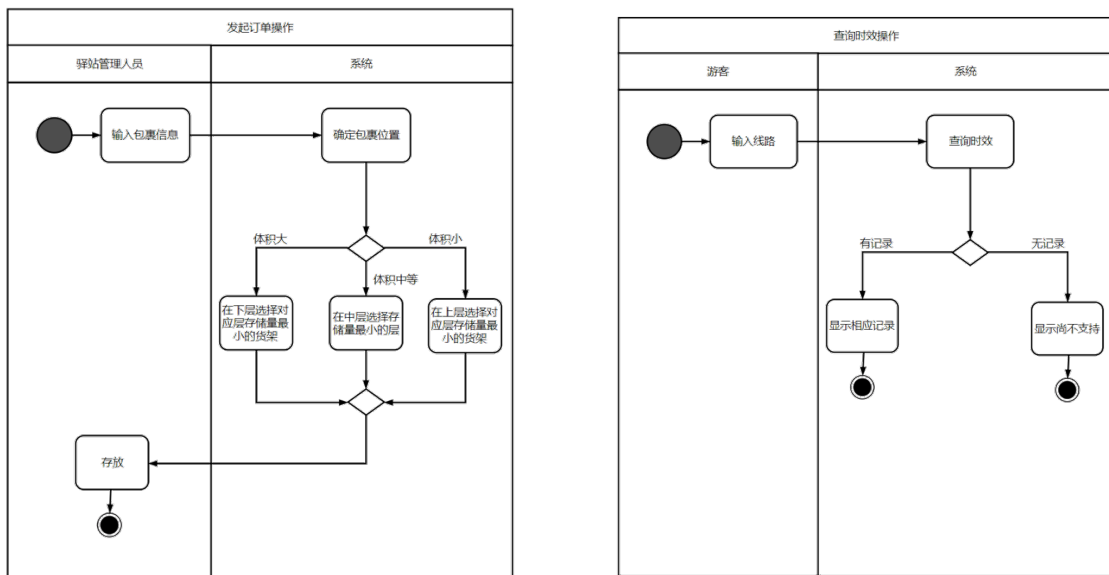 发起订单操作
驿站管理人员
系统
输入包裹信息
确定包裹位置
体积大
体积小
体积中等
在下层选择对
应层存储量最
小的货架
在中层选择存
储量最小的层
在上层选择对
应层存储量最
小的货架
存放
查询时效操作
游客
系统
输入线路
查询时效
有记录
无记录
显示相应记录
显示尚不支持